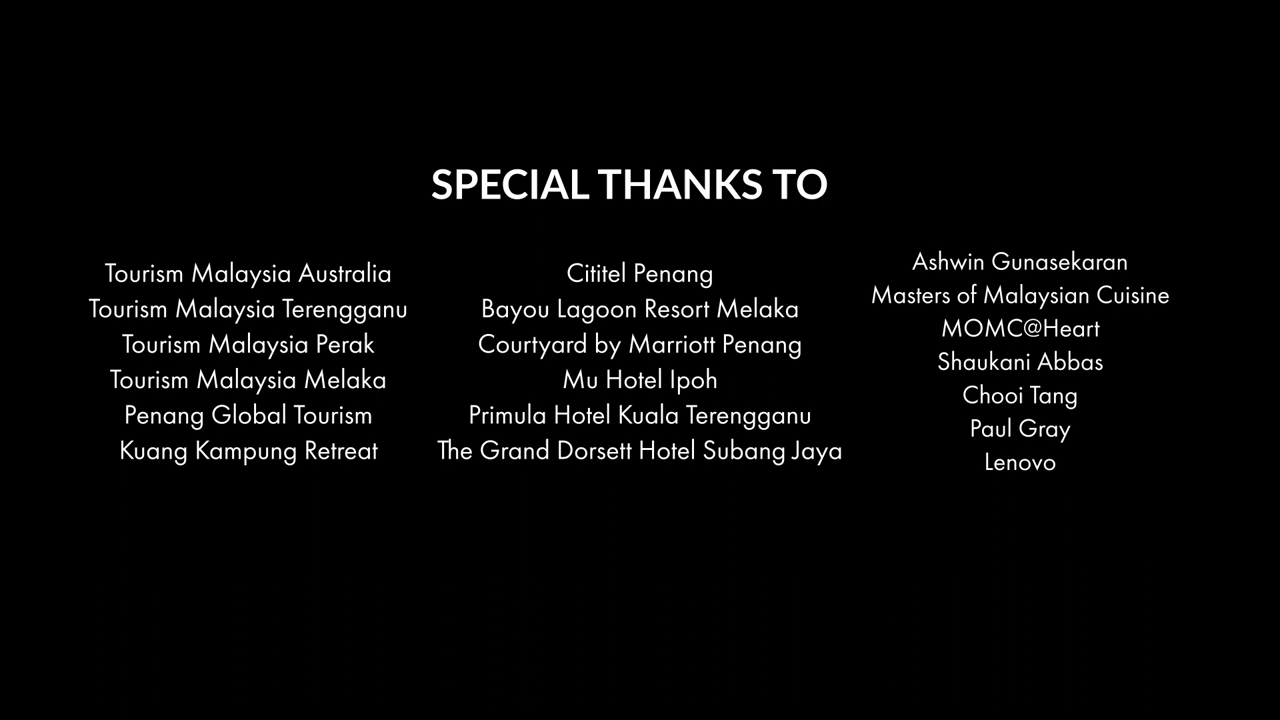 SPECIAL THANKS TO
Tourism Malaysia Australia
Tourism Malaysia Terengganu
Tourism Malaysia Perak
Tourism Malaysia Melaka
Penang Global Tourism
Kuang Kampung Retreat
Cititel Penang
Bayou Lagoon Resort Melaka
Courtyard by Marriott Penang
Mu Hotel Ipoh
Primula Hotel Kuala Terengganu
The Grand Dorsett Hotel Subang Jaya
Ashwin Gunasekaran
Masters of Malaysian Cuisine
MOMC@Heart
Shaukani Abbas
Chooi Tang
Paul Gray
Lenovo